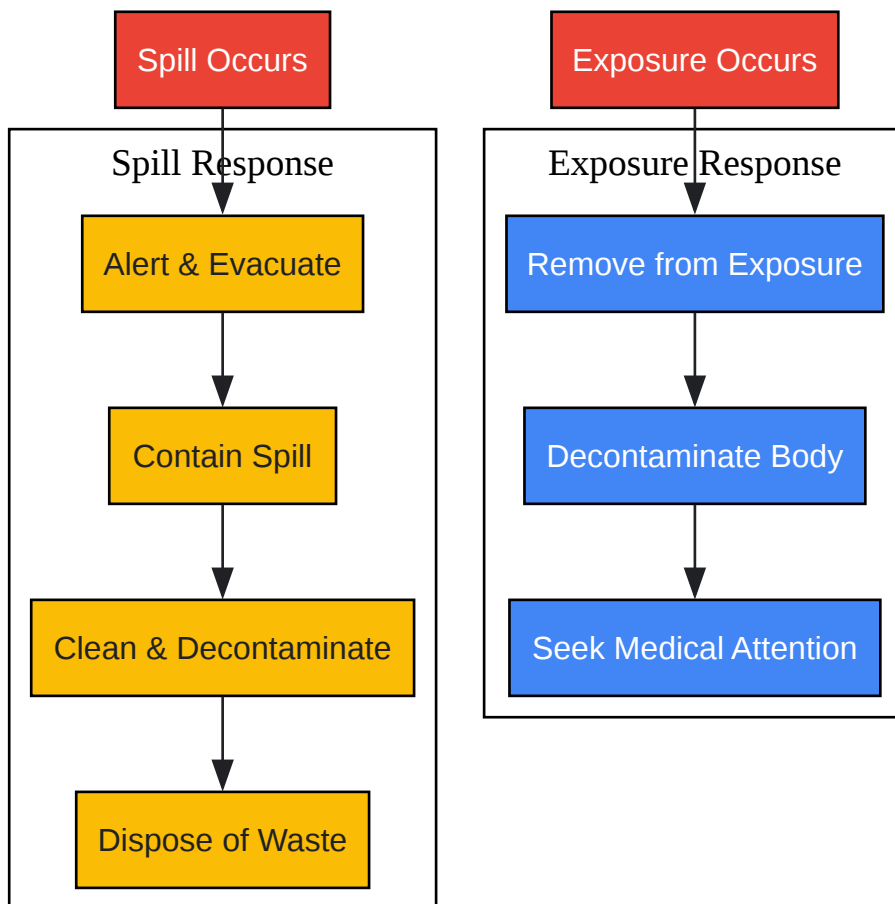 Spill Occurs
Spill Response
Alert & Evacuate
Contain Spill
Clean & Decontaminate
Dispose of Waste
Exposure Occurs
Exposure Response
Remove from Exposure
Decontaminate Body
Seek Medical Attention